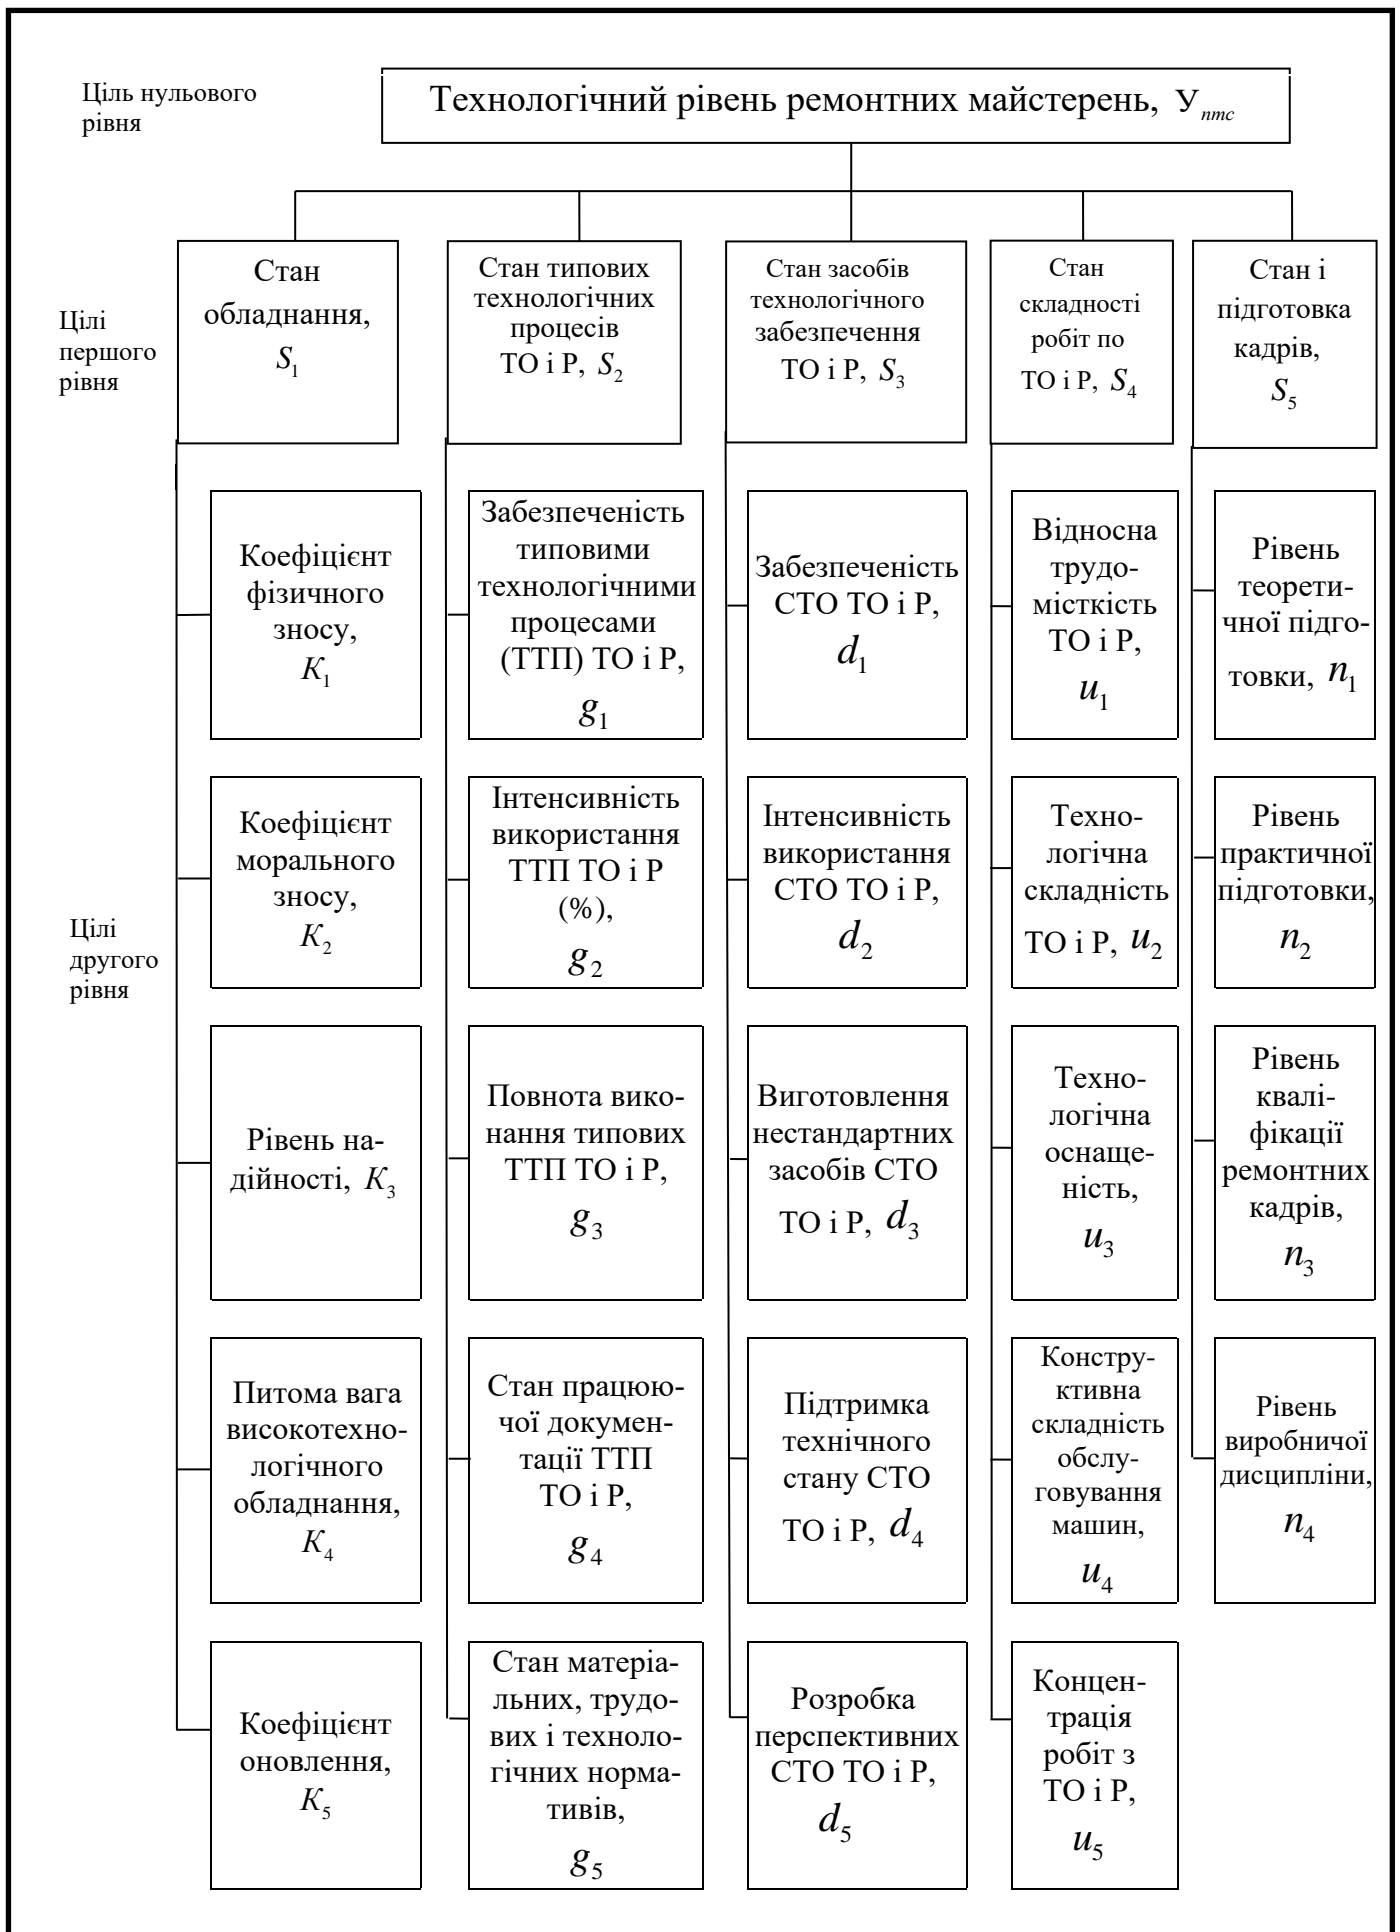 Ціль нульового
рівня
Технологічний рівень ремонтних майстерень, У_птс
Цілі
першого
рівня
Стан
обладнання,
S₁
Стан типових
технологічних
процесів
ТО і Р, S₂
Стан засобів
технологічного
забезпечення
ТО і Р, S₃
Стан
складності
робіт по
ТО і Р, S₄
Стан і
підготовка
кадрів,
S₅
Цілі
другого
рівня
Коефіцієнт
фізичного
зносу,
К₁
Коефіцієнт
морального
зносу,
К₂
Рівень на-
дійності, К₃
Питома вага
високотехно-
логічного
обладнання,
К₄
Коефіцієнт
оновлення,
К₅
Забезпеченість
типовими
технологічними
процесами
(ТТП) ТО і Р,
g₁
Інтенсивність
використання
ТТП ТО і Р
(%),
g₂
Повнота вико-
нання типових
ТТП ТО і Р,
g₃
Стан працюю-
чої докумен-
тації ТТП
ТО і Р,
g₄
Стан матеріа-
льних, трудо-
вих і техноло-
гічних норма-
тивів,
g₅
Забезпеченість
СТО ТО і Р,
d₁
Інтенсивність
використання
СТО ТО і Р,
d₂
Виготовлення
нестандартних
засобів СТО
ТО і Р, d₃
Підтримка
технічного
стану СТО
ТО і Р, d₄
Розробка
перспективних
СТО ТО і Р,
d₅
Відносна
трудо-
місткість
ТО і Р,
u₁
Техно-
логічна
складність
ТО і Р, u₂
Техно-
логічна
оснаще-
ність,
u₃
Констру-
ктивна
складність
обслу-
говування
машин,
u₄
Концен-
трація
робіт з
ТО і Р,
u₅
Рівень
теорети-
чної підго-
товки, n₁
Рівень
практичної
підготовки,
n₂
Рівень
квалі-
фікації
ремонтних
кадрів,
n₃
Рівень
виробничої
дисципліни,
n₄